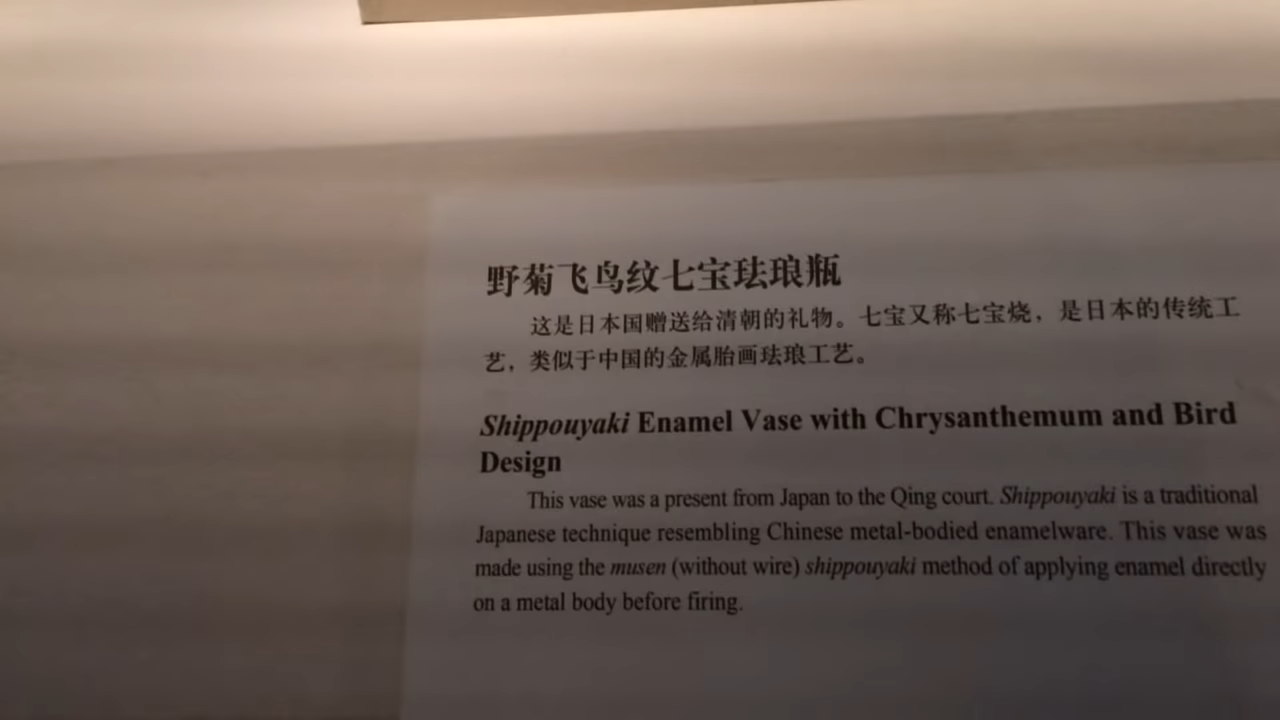 野菊飞鸟纹七宝珐琅瓶
这是日本国赠送给清朝的礼物。七宝又称七宝烧，是日本的传统工
艺，类似于中国的金属胎画珐琅工艺。
Shippouyaki Enamel Vase with Chrysanthemum and Bird
Design
This vase was a present from Japan to the Qing court. Shippouyaki is a traditional
Japanese technique resembling Chinese metal-bodied enamelware. This vase was
made using the musen (without wire) shippouyaki method of applying enamel directly
on a metal body before firing.